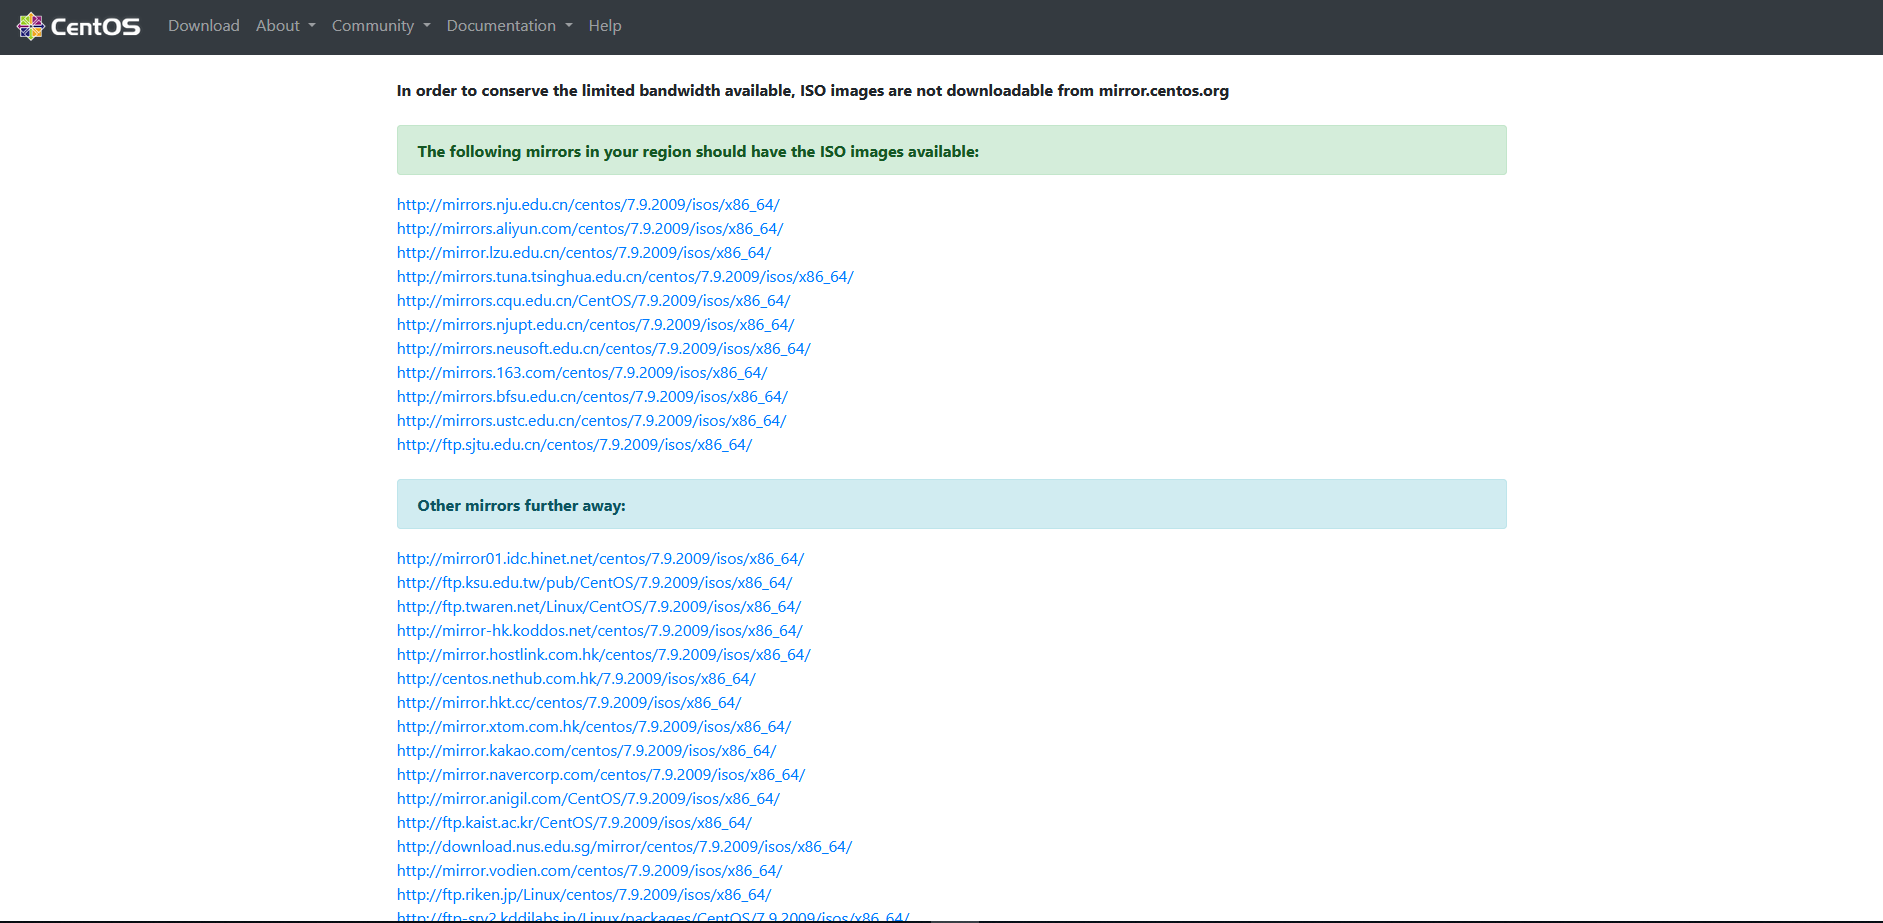 CentOS Download About Community Documentation Help
In order to conserve the limited bandwidth available, ISO images are not downloadable from mirror.centos.org
The following mirrors in your region should have the ISO images available:
http://mirrors.nju.edu.cn/centos/7.9.2009/isos/x86_64/
http://mirrors.aliyun.com/centos/7.9.2009/isos/x86_64/
http://mirror.lzu.edu.cn/centos/7.9.2009/isos/x86_64/
http://mirrors.tuna.tsinghua.edu.cn/centos/7.9.2009/isos/x86_64/
http://mirrors.cqu.edu.cn/CentOS/7.9.2009/isos/x86_64/
http://mirrors.njupt.edu.cn/centos/7.9.2009/isos/x86_64/
http://mirrors.neusoft.edu.cn/centos/7.9.2009/isos/x86_64/
http://mirrors.163.com/centos/7.9.2009/isos/x86_64/
http://mirrors.bfsu.edu.cn/centos/7.9.2009/isos/x86_64/
http://mirrors.ustc.edu.cn/centos/7.9.2009/isos/x86_64/
http://ftp.sjtu.edu.cn/centos/7.9.2009/isos/x86_64/
Other mirrors further away:
http://mirror01.idc.hinet.net/centos/7.9.2009/isos/x86_64/
http://ftp.ksu.edu.tw/pub/CentOS/7.9.2009/isos/x86_64/
http://ftp.twaren.net/Linux/CentOS/7.9.2009/isos/x86_64/
http://mirror-hk.koddos.net/centos/7.9.2009/isos/x86_64/
http://mirror.hostlink.com.hk/centos/7.9.2009/isos/x86_64/
http://centos.nethub.com.hk/7.9.2009/isos/x86_64/
http://mirror.hkt.cc/centos/7.9.2009/isos/x86_64/
http://mirror.xtom.com.hk/centos/7.9.2009/isos/x86_64/
http://mirror.kakao.com/centos/7.9.2009/isos/x86_64/
http://mirror.navercorp.com/centos/7.9.2009/isos/x86_64/
http://mirror.anigil.com/CentOS/7.9.2009/isos/x86_64/
http://ftp.kaist.ac.kr/CentOS/7.9.2009/isos/x86_64/
http://download.nus.edu.sg/mirror/centos/7.9.2009/isos/x86_64/
http://mirror.vodien.com/centos/7.9.2009/isos/x86_64/
http://ftp.riken.jp/Linux/centos/7.9.2009/isos/x86_64/
http://ftp-srv2.kddilabs.jp/Linux/packages/CentOS/7.9.2009/isos/x86_64/